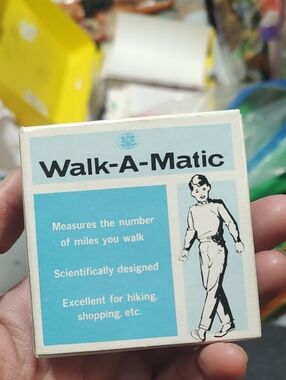 Walk-A-Matic
Measures the number
of miles you walk
Scientifically designed
Excellent for hiking,
shopping, etc.